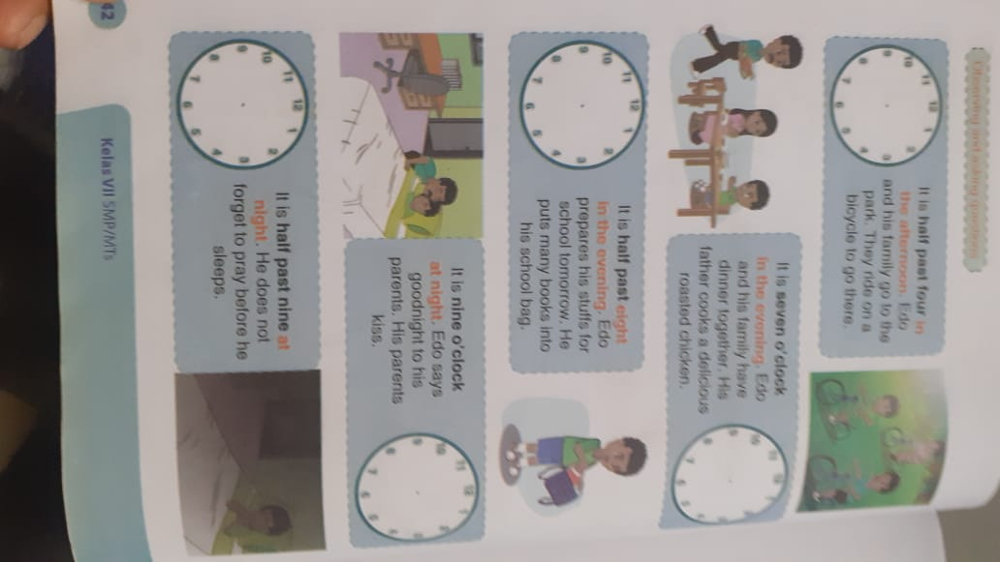 It is half past four in
the afternoon. Edo
and his family go to the
park. They ride on a
bicycle to go there.
It is seven o'clock
in the evening. Edo
and his family have
dinner together. His
father cooks a delicious
roasted chicken.
It is half past eight
in the evening. Edo
prepares his stuffs for
school tomorrow. He
puts many books into
his school bag.
It is nine o'clock
at night. Edo says
goodnight to his
parents. His parents
kiss.
It is half past nine at
night. He does not
forget to pray before he
sleeps.
42
Kelas VII SMP/MTs